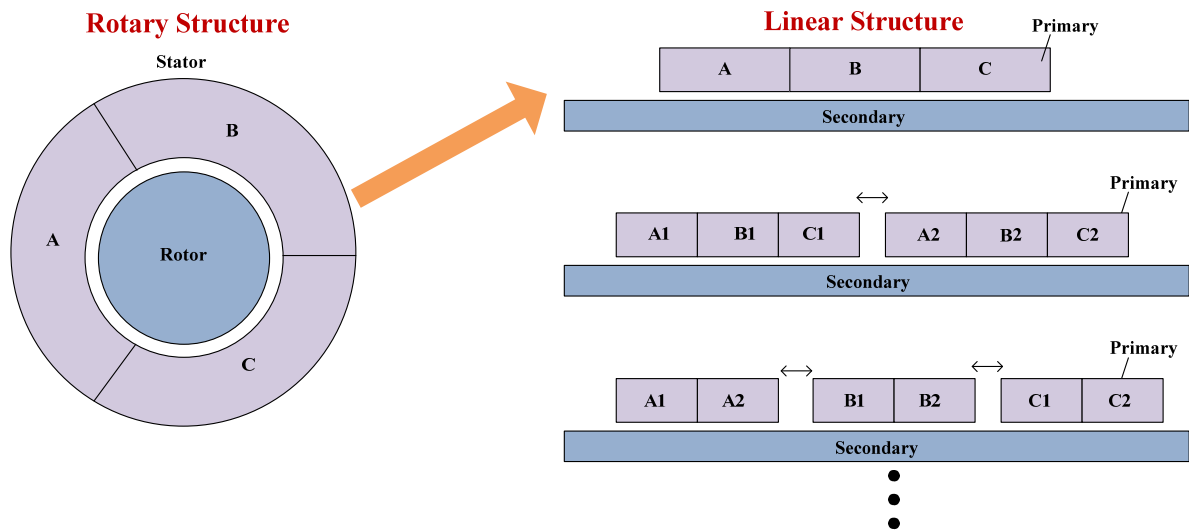 Rotary Structure
Stator
B
A
Rotor
C
Linear Structure
Primary
A B C
Secondary
Primary
A1 B1 C1 A2 B2 C2
Secondary
Primary
A1 A2 B1 B2 C1 C2
Secondary